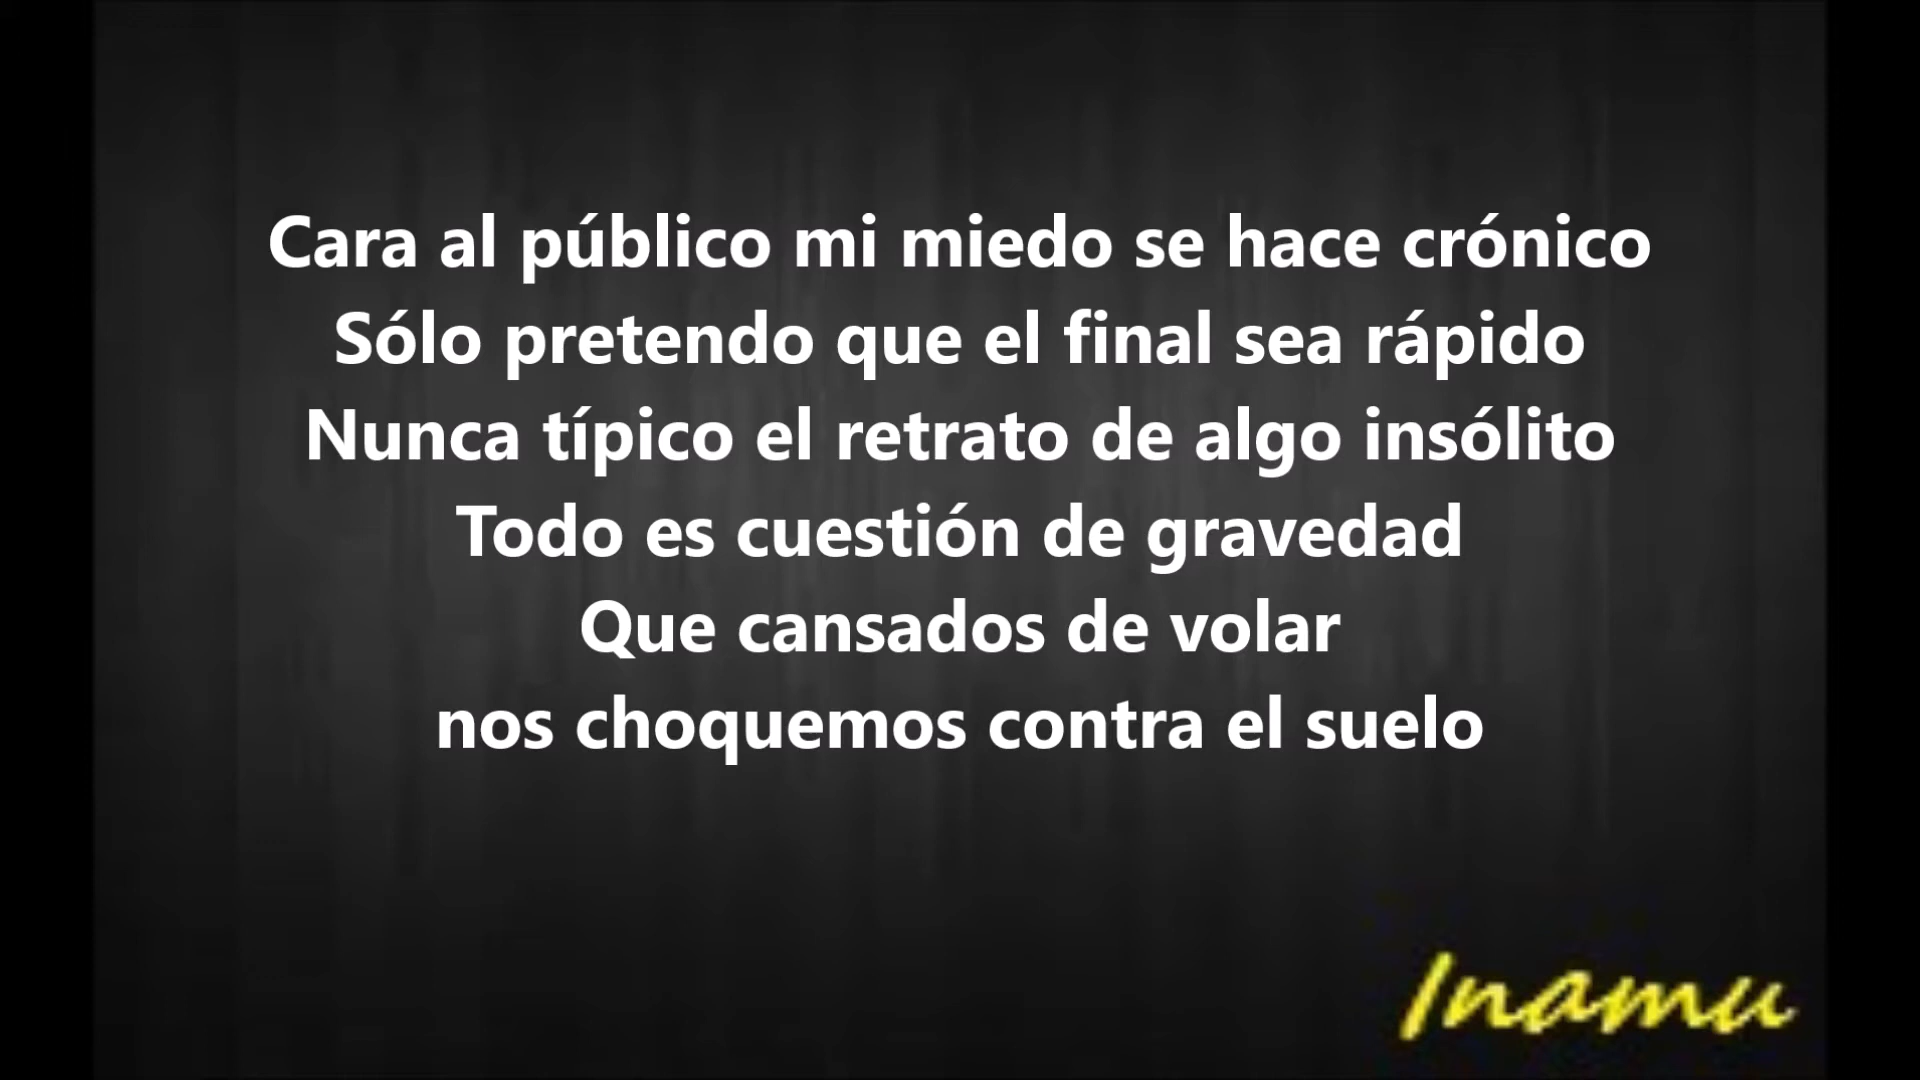 Cara al público mi miedo se hace crónico
Sólo pretendo que el final sea rápido
Nunca típico el retrato de algo insólito
Todo es cuestión de gravedad
Que cansados de volar
nos choquemos contra el suelo
Inamu